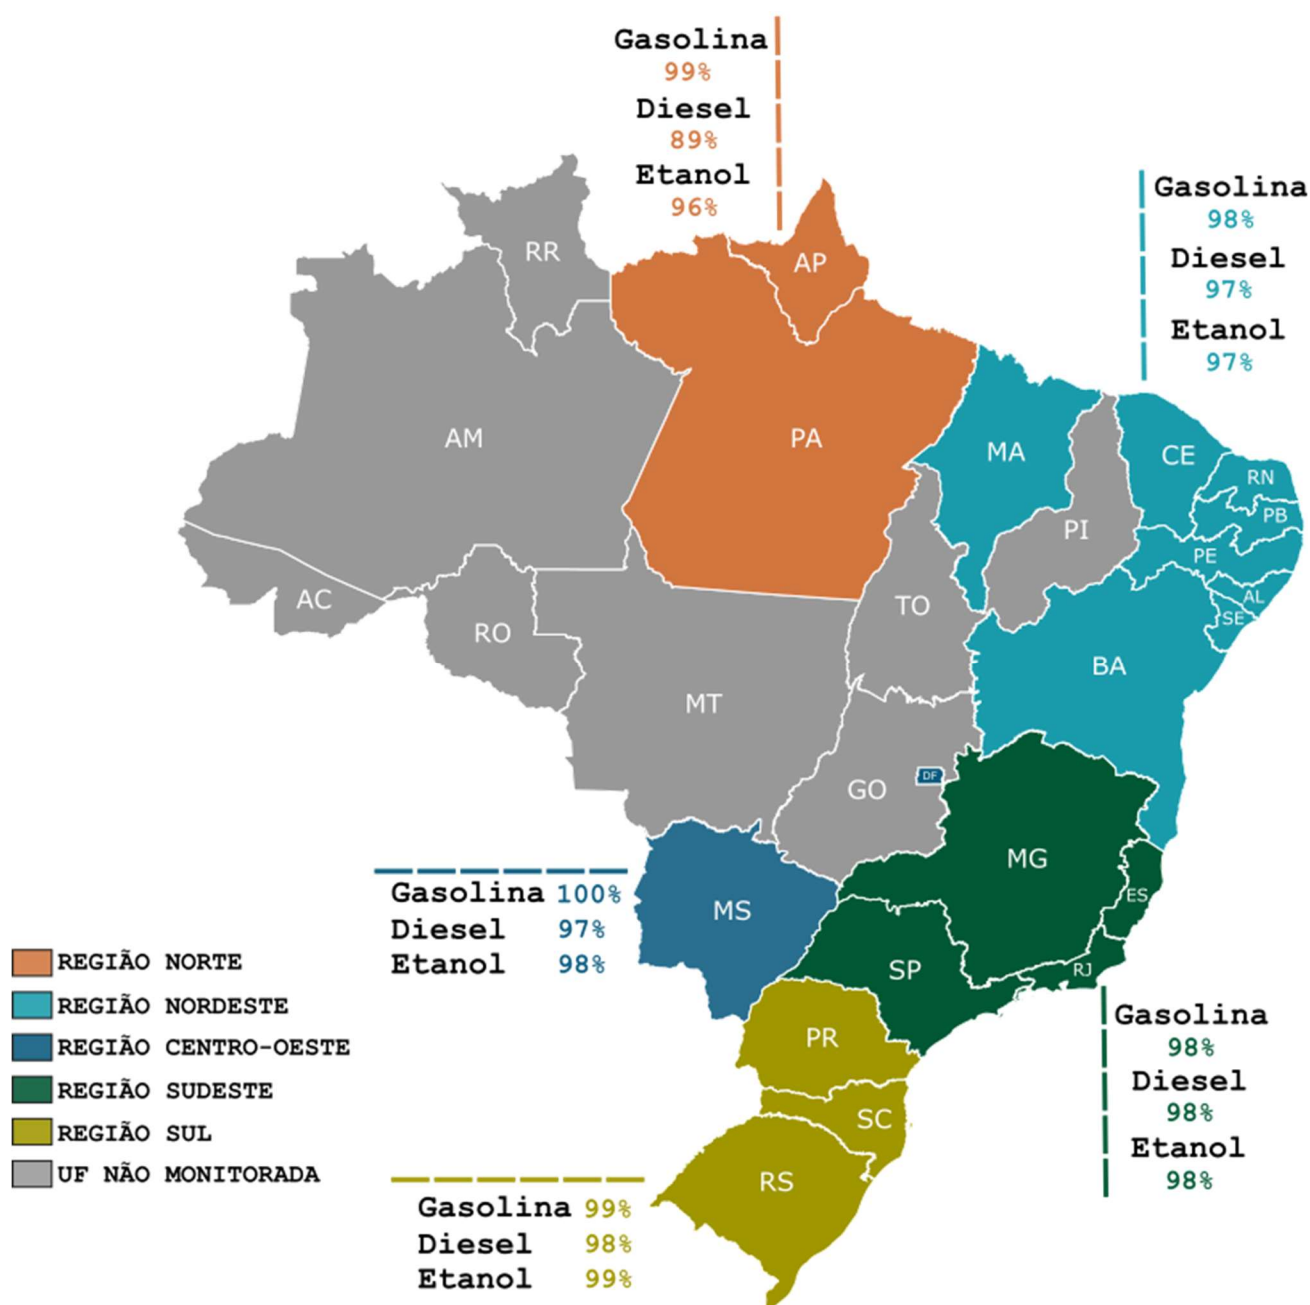 Gasolina
99%
Diesel
89%
Etanol
96%
Gasolina
98%
Diesel
97%
Etanol
97%
RR
AP
AM
PA
MA
CE
RN
PB
PI
PE
AL
SE
AC
RO
TO
BA
MT
GO
DF
MG
ES
MS
SP
RJ
PR
SC
RS
Gasolina 100%
Diesel 97%
Etanol 98%
REGIÃO NORTE
REGIÃO NORDESTE
REGIÃO CENTRO-OESTE
REGIÃO SUDESTE
REGIÃO SUL
UF NÃO MONITORADA
Gasolina
98%
Diesel
98%
Etanol
98%
Gasolina 99%
Diesel 98%
Etanol 99%